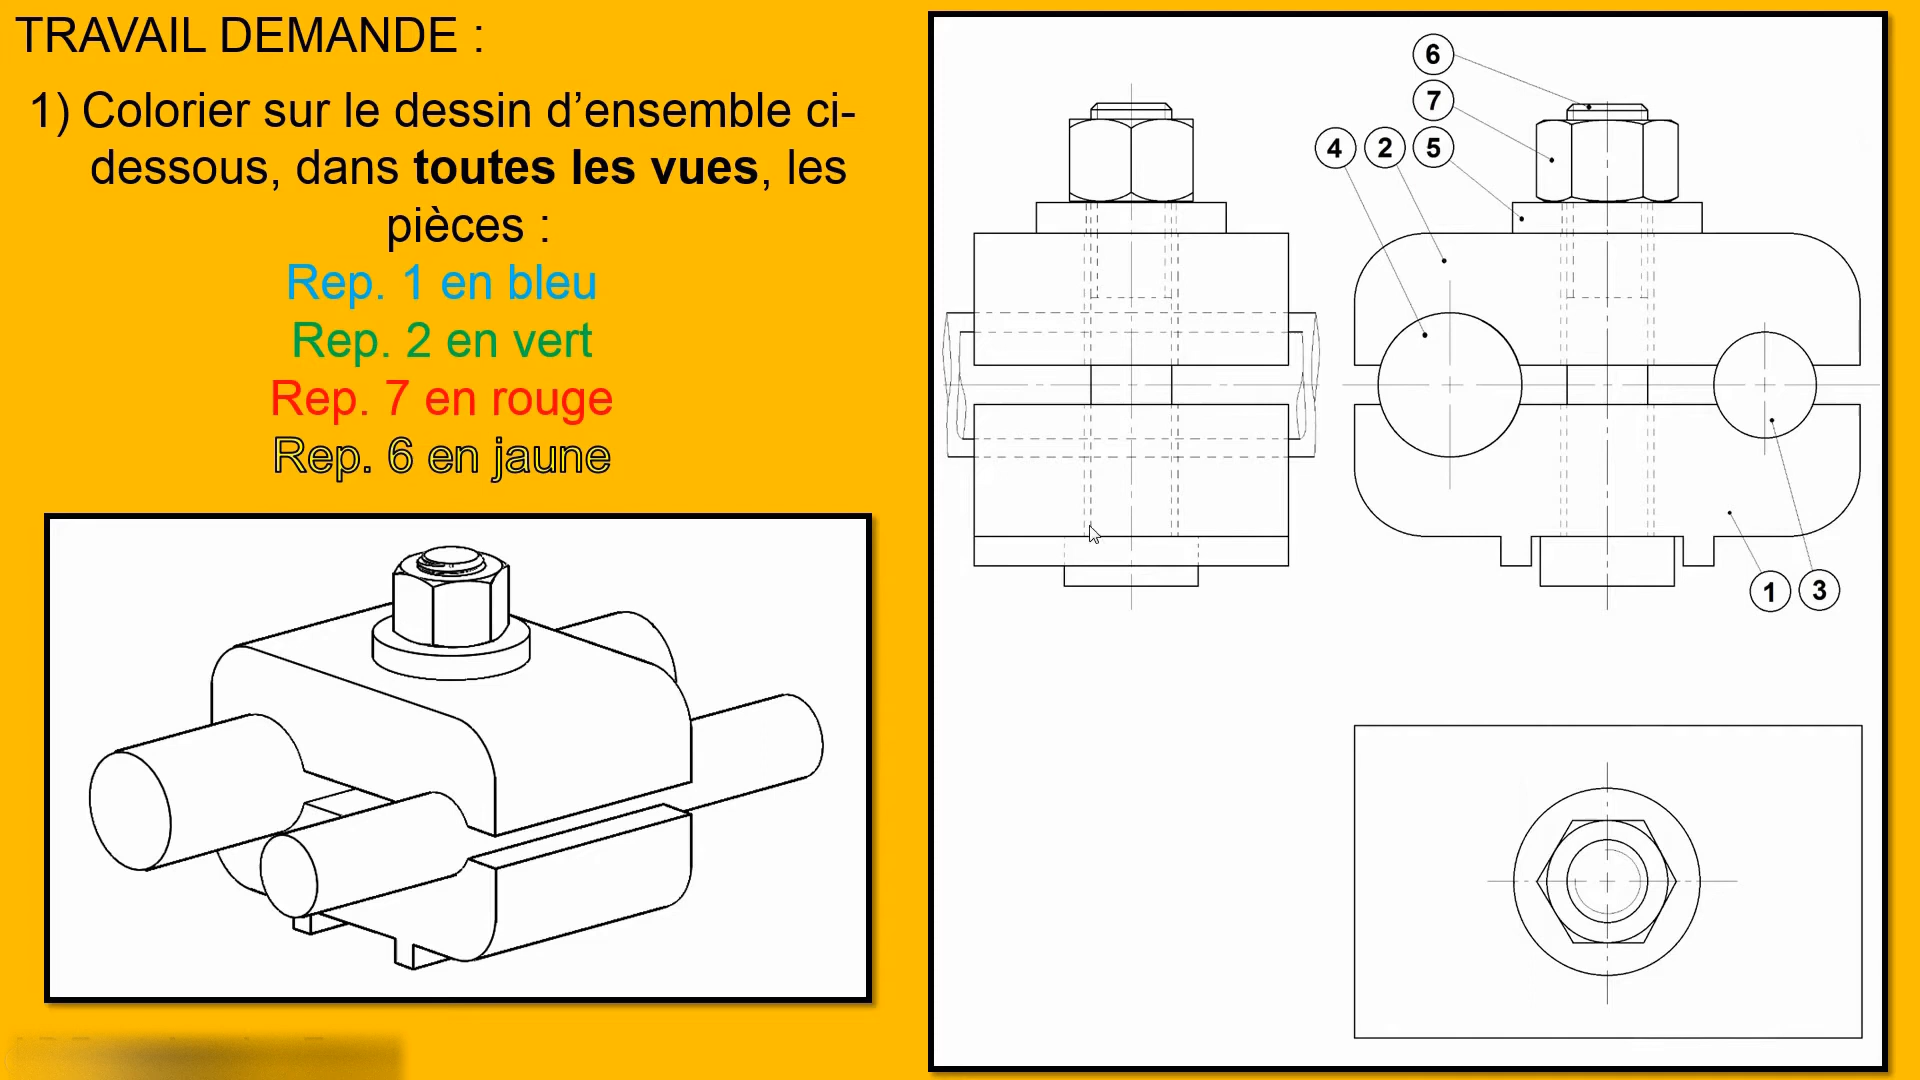 TRAVAIL DEMANDE :
1) Colorier sur le dessin d’ensemble ci-
dessous, dans toutes les vues, les
pièces :
Rep. 1 en bleu
Rep. 2 en vert
Rep. 7 en rouge
Rep. 6 en jaune
6
7
4 2 5
1 3